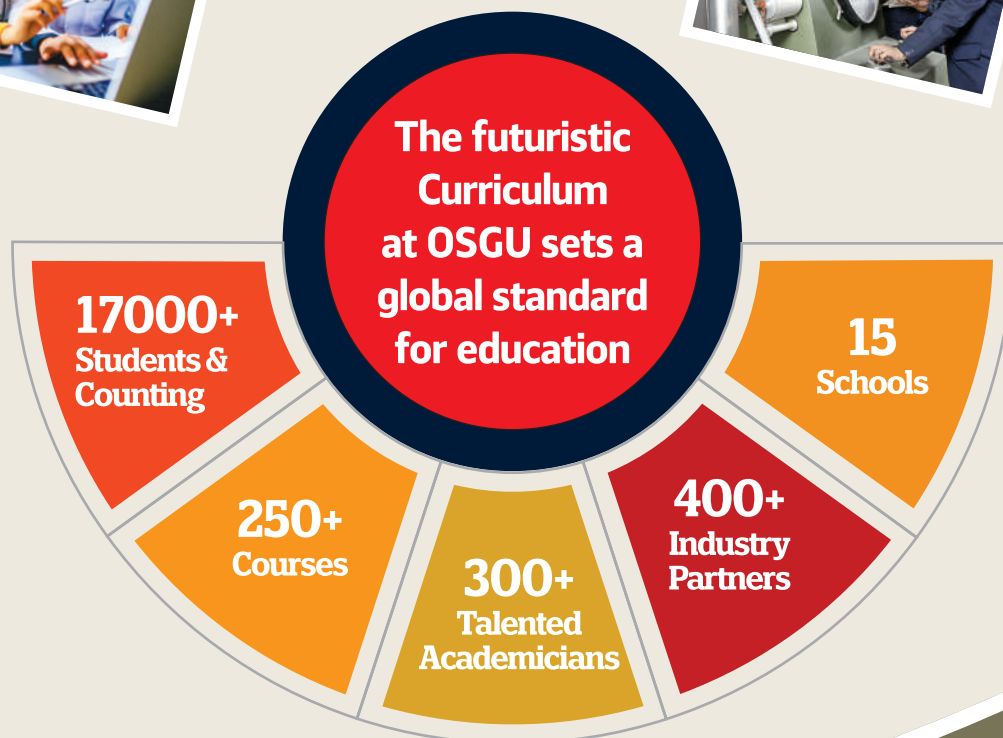 The futuristic
Curriculum
at OSGU sets a
global standard
for education
17000+
Students &
Counting
250+
Courses
300+
Talented
Academicians
400+
Industry
Partners
15
Schools